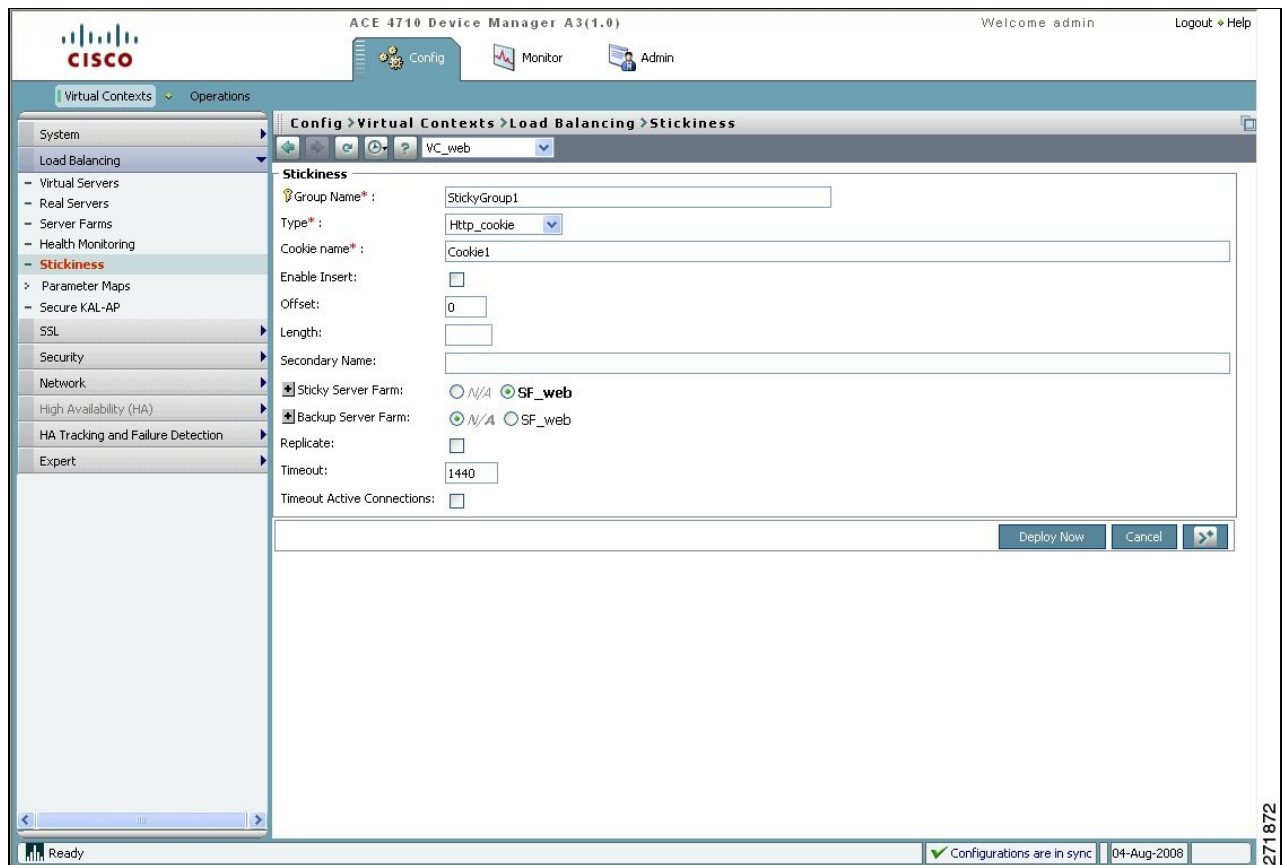 ACE 4710 Device Manager A3(1.0)
Welcome admin
Logout Help
CISCO
Config
Monitor
Admin
Virtual Contexts
Operations
System
Load Balancing
Virtual Servers
Real Servers
Server Farms
Health Monitoring
Stickiness
Parameter Maps
Secure KAL-AP
SSL
Security
Network
High Availability (HA)
HA Tracking and Failure Detection
Expert
Config >Virtual Contexts >Load Balancing >Stickiness
VC_web
Stickiness
Group Name* : StickyGroup1
Type* : Http_cookie
Cookie name* : Cookie1
Enable Insert:
Offset: 0
Length:
Secondary Name:
Sticky Server Farm: N/A SF_web
Backup Server Farm: N/A SF_web
Replicate:
Timeout: 1440
Timeout Active Connections:
Deploy Now Cancel
Ready
Configurations are in sync
04-Aug-2008
271872